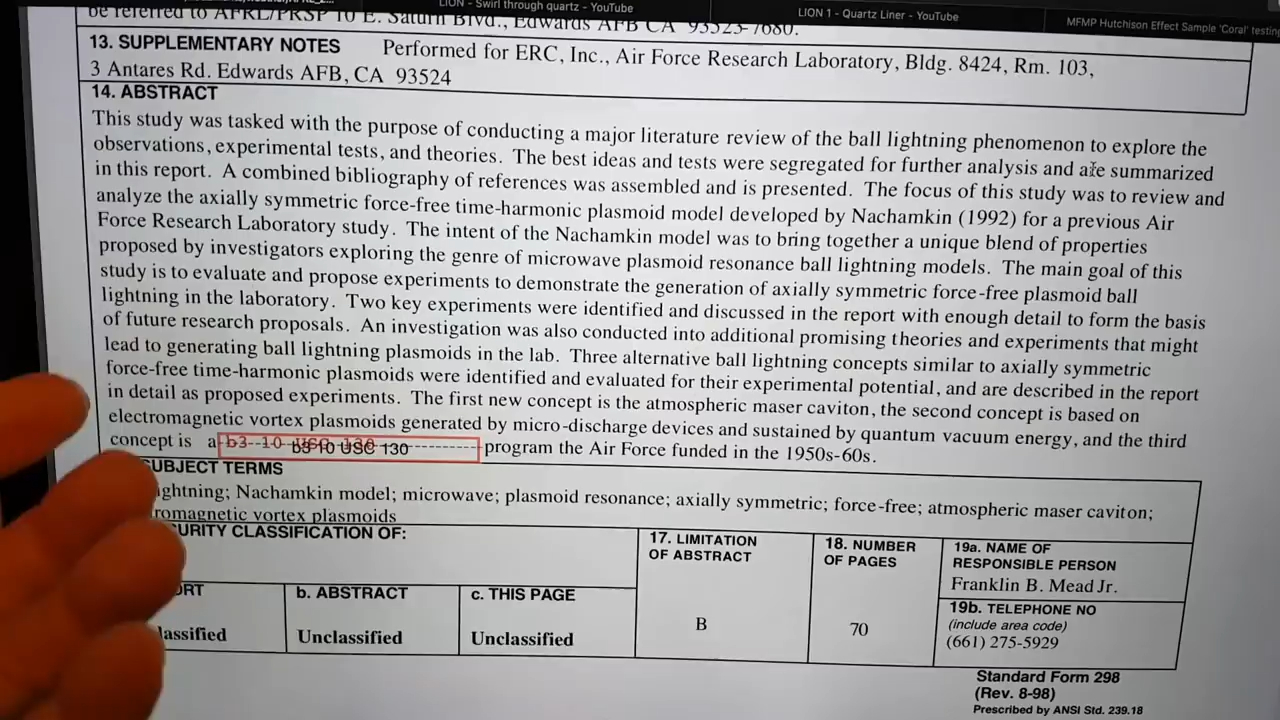 LION - Swirl through quartz - YouTube
LION 1 - Quartz Liner - YouTube
MFMP Hutchison Effect Sample 'Coral' testing
be referred to AFRL/PRSP 10 E. Saturn Blvd., Edwards AFB CA 93523-7680.
13. SUPPLEMENTARY NOTES Performed for ERC, Inc., Air Force Research Laboratory, Bldg. 8424, Rm. 103,
3 Antares Rd. Edwards AFB, CA 93524
14. ABSTRACT
This study was tasked with the purpose of conducting a major literature review of the ball lightning phenomenon to explore the
observations, experimental tests, and theories. The best ideas and tests were segregated for further analysis and are summarized
in this report. A combined bibliography of references was assembled and is presented. The focus of this study was to review and
analyze the axially symmetric force-free time-harmonic plasmoid model developed by Nachamkin (1992) for a previous Air
Force Research Laboratory study. The intent of the Nachamkin model was to bring together a unique blend of properties
proposed by investigators exploring the genre of microwave plasmoid resonance ball lightning models. The main goal of this
study is to evaluate and propose experiments to demonstrate the generation of axially symmetric force-free plasmoid ball
lightning in the laboratory. Two key experiments were identified and discussed in the report with enough detail to form the basis
of future research proposals. An investigation was also conducted into additional promising theories and experiments that might
lead to generating ball lightning plasmoids in the lab. Three alternative ball lightning concepts similar to axially symmetric
force-free time-harmonic plasmoids were identified and evaluated for their experimental potential, and are described in the report
in detail as proposed experiments. The first new concept is the atmospheric maser caviton, the second concept is based on
electromagnetic vortex plasmoids generated by micro-discharge devices and sustained by quantum vacuum energy, and the third
concept is a b3 10 USC 130 program the Air Force funded in the 1950s-60s.
UBJECT TERMS
ightning; Nachamkin model; microwave; plasmoid resonance; axially symmetric; force-free; atmospheric maser caviton;
romagnetic vortex plasmoids
CURITY CLASSIFICATION OF:
17. LIMITATION
OF ABSTRACT
18. NUMBER
OF PAGES
19a. NAME OF
RESPONSIBLE PERSON
Franklin B. Mead Jr.
ORT
b. ABSTRACT
c. THIS PAGE
19b. TELEPHONE NO
(include area code)
(661) 275-5929
lassified
Unclassified
Unclassified
B
70
Standard Form 298
(Rev. 8-98)
Prescribed by ANSI Std. 239.18